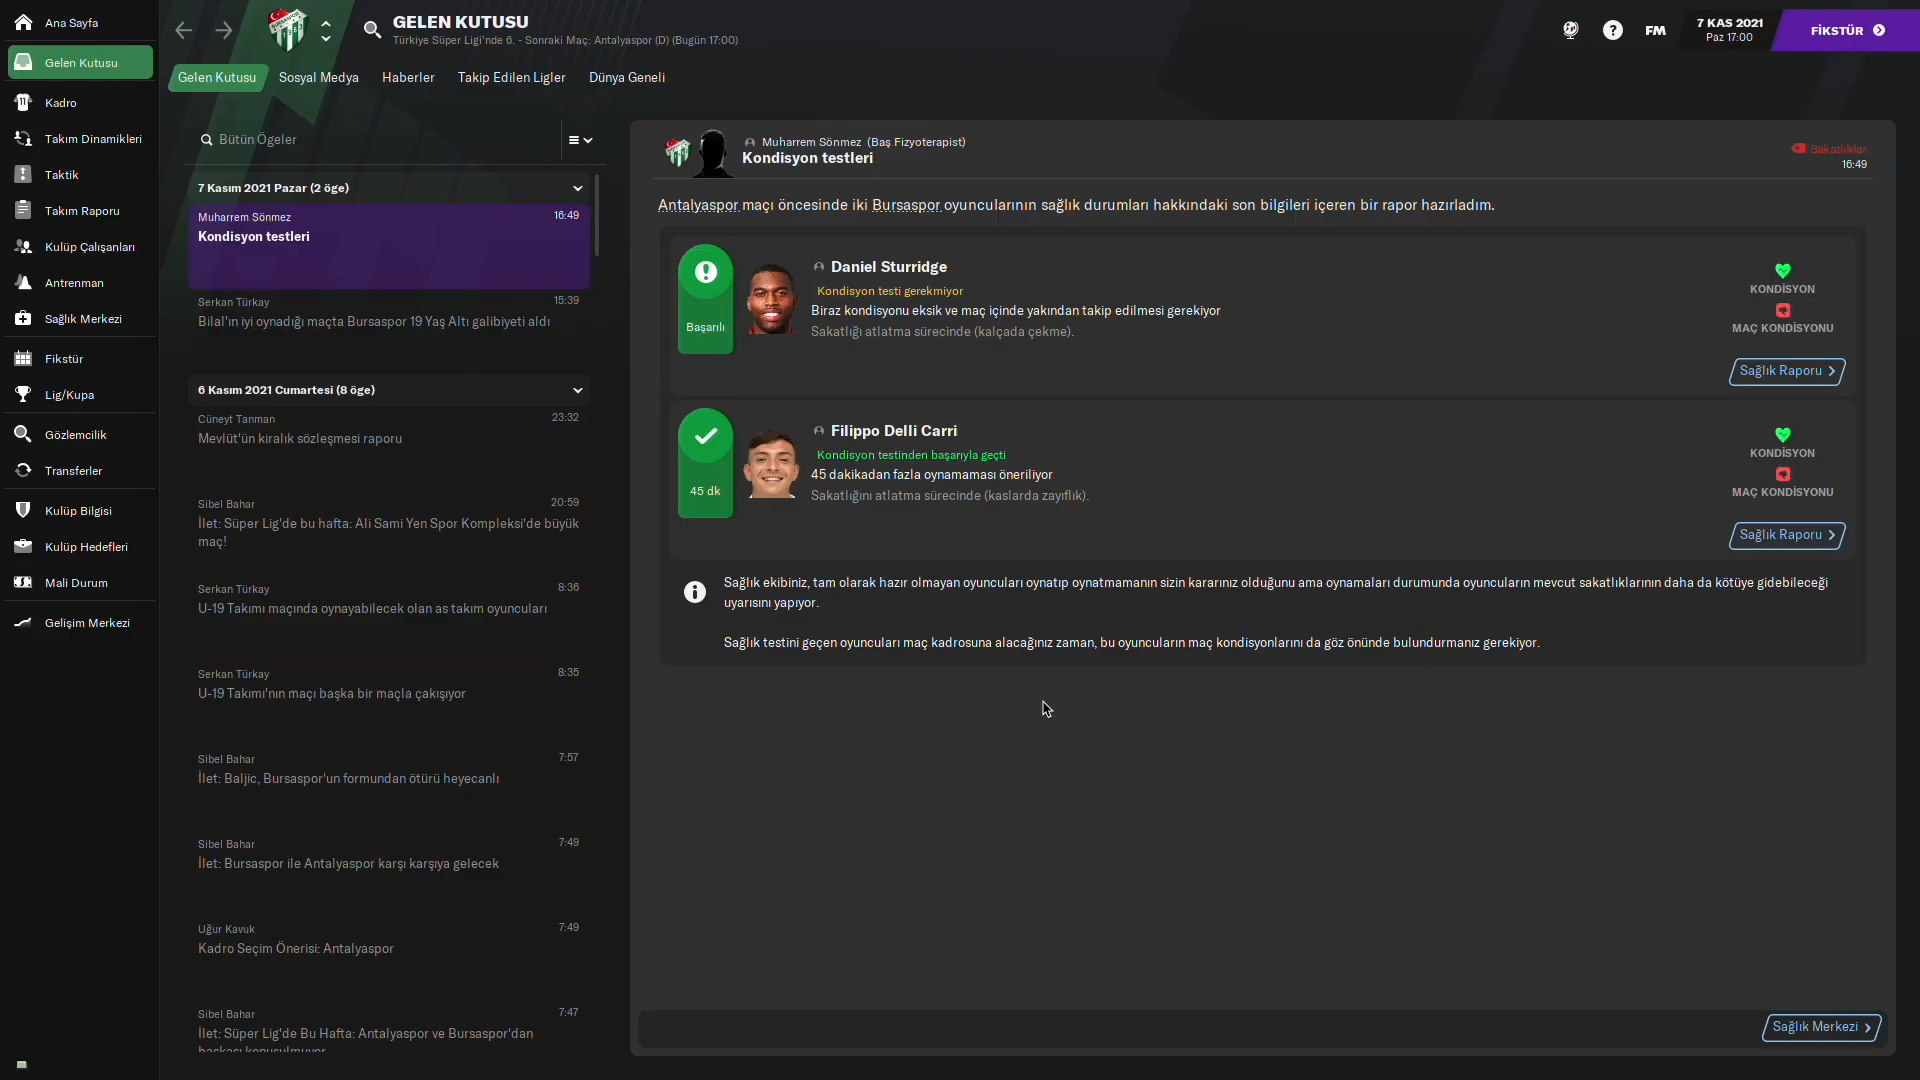 Ana Sayfa
Gelen Kutusu
Kadro
Takım Dinamikleri
Taktik
Takım Raporu
Kulüp Çalışanları
Antrenman
Sağlık Merkezi
Fikstür
Lig/Kupa
Gözlemcilik
Transferler
Kulüp Bilgisi
Kulüp Hedefleri
Mali Durum
Gelişim Merkezi
GELEN KUTUSU
Türkiye Süper Ligi'nde 6. - Sonraki Maç: Antalyaspor (D) (Bugün 17:00)
FM
7 KAS 2021
Paz 17:00
FİKSTÜR
Gelen Kutusu
Sosyal Medya
Haberler
Takip Edilen Ligler
Dünya Geneli
Bütün Ögeler
7 Kasım 2021 Pazar (2 öge)
Muharrem Sönmez 16:49
Kondisyon testleri
Serkan Türkay 15:39
Bilal'ın iyi oynadığı maçta Bursaspor 19 Yaş Altı galibiyeti aldı
6 Kasım 2021 Cumartesi (8 öge)
Cüneyt Tanman 23:32
Mevlüt'ün kiralık sözleşmesi raporu
Sibel Bahar 20:59
İlet: Süper Lig'de bu hafta: Ali Sami Yen Spor Kompleksi'de büyük
maç!
Serkan Türkay 8:36
U-19 Takımı maçında oynayabilecek olan as takım oyuncuları
Serkan Türkay 8:35
U-19 Takımı'nın maçı başka bir maçla çakışıyor
Sibel Bahar 7:57
İlet: Baljic, Bursaspor'un formundan ötürü heyecanlı
Sibel Bahar 7:49
İlet: Bursaspor ile Antalyaspor karşı karşıya gelecek
Uğur Kavuk 7:49
Kadro Seçim Önerisi: Antalyaspor
Sibel Bahar 7:47
İlet: Süper Lig'de Bu Hafta: Antalyaspor ve Bursaspor'dan
başkası konuşulmuyor
Muharrem Sönmez (Baş Fizyoterapist)
Kondisyon testleri
Sakatlıklar
16:49
Antalyaspor maçı öncesinde iki Bursaspor oyuncularının sağlık durumları hakkındaki son bilgileri içeren bir rapor hazırladım.
Başarılı
Daniel Sturridge
Kondisyon testi gerekmiyor
Biraz kondisyonu eksik ve maç içinde yakından takip edilmesi gerekiyor
Sakatlığı atlatma sürecinde (kalçada çekme).
KONDİSYON
MAÇ KONDİSYONU
Sağlık Raporu
45 dk
Filippo Delli Carri
Kondisyon testinden başarıyla geçti
45 dakikadan fazla oynamaması öneriliyor
Sakatlığını atlatma sürecinde (kaslarda zayıflık).
KONDİSYON
MAÇ KONDİSYONU
Sağlık Raporu
Sağlık ekibiniz, tam olarak hazır olmayan oyuncuları oynatıp oynatmamanın sizin kararınız olduğunu ama oynamaları durumunda oyuncuların mevcut sakatlıklarının daha da kötüye gidebileceği
uyarısını yapıyor.
Sağlık testini geçen oyuncuları maç kadrosuna alacağınız zaman, bu oyuncuların maç kondisyonlarını da göz önünde bulundurmanız gerekiyor.
Sağlık Merkezi